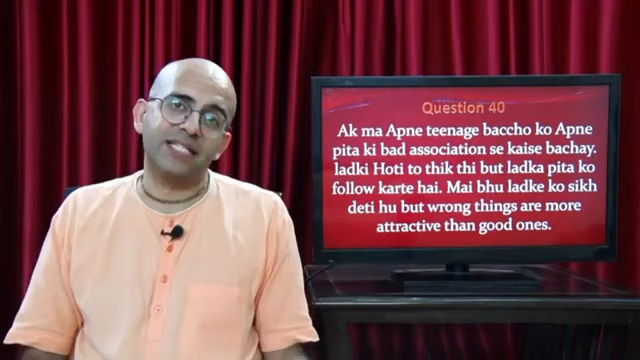 Question 40
Ak ma Apne teenage baccho ko Apne
pita ki bad association se kaise bachay.
ladki Hoti to thik thi but ladka pita ko
follow karte hai. Mai bhu ladke ko sikh
deti hu but wrong things are more
attractive than good ones.